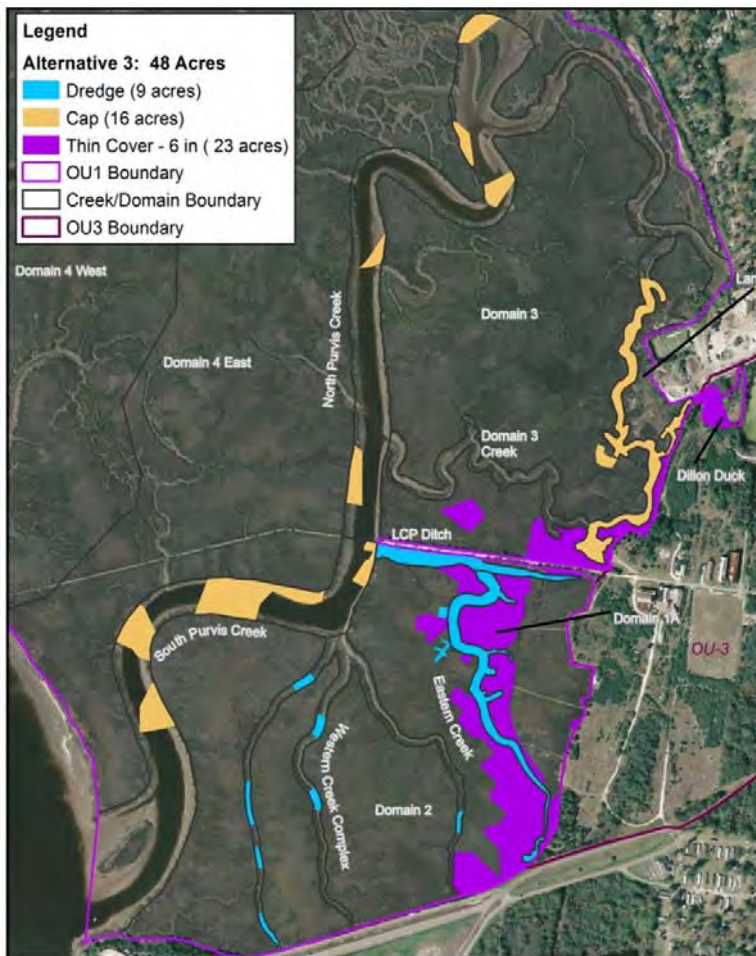 Legend
Alternative 3: 48 Acres
Dredge (9 acres)
Cap (16 acres)
Thin Cover - 6 in ( 23 acres)
OU1 Boundary
Creek/Domain Boundary
OU3 Boundary
Domain 4 West
Domain 4 East
North Purvis Creek
Domain 3
Lan
Domain 3
Creek
Dillon Duck
LCP Ditch
Domain 1A
OU-3
South Purvis Creek
Eastern Creek
Western Creek Complex
Domain 2